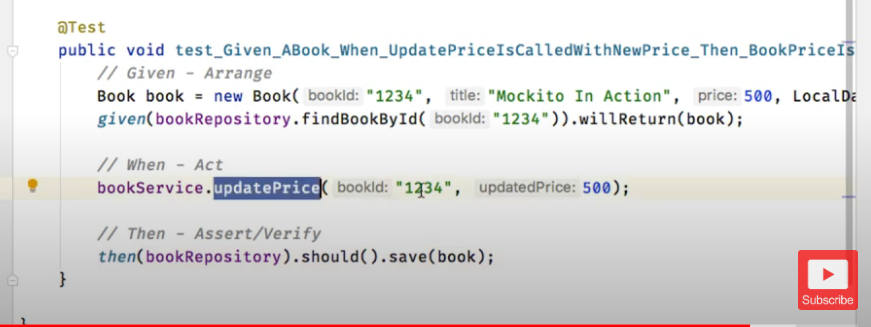 @Test
public void test_Given_ABook_When_UpdatePriceIsCalledWithNewPrice_Then_BookPriceIs
// Given - Arrange
Book book = new Book( bookId: "1234", title: "Mockito In Action", price: 500, LocalDa
given(bookRepository.findBookById( bookId: "1234")).willReturn(book);
// When - Act
bookService.updatePrice( bookId: "1234", updatedPrice: 500);
// Then - Assert/Verify
then(bookRepository).should().save(book);
}
Subscribe